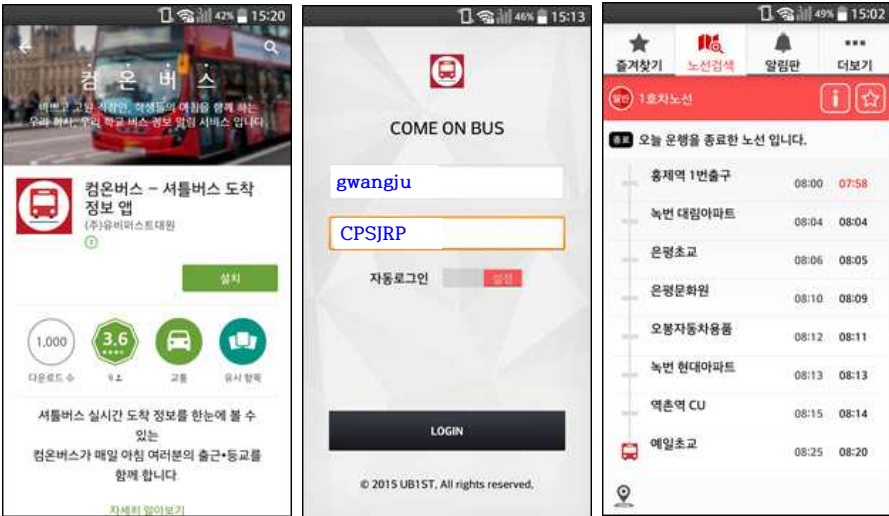 42% 15:20
컴온버스
바쁘고 고된 직장인, 학생들의 아침을 함께 하는
우리 회사, 우리 학교 버스 정보 알림 서비스 입니다
컴온버스 - 셔틀버스 도착
정보 앱
(주)유비퍼스트대원
설치
1,000
3.6
다운로드 수
교통
유사 항목
셔틀버스 실시간 도착 정보를 한눈에 볼 수
있는
컴온버스가 매일 아침 여러분의 출근•등교를
함께 합니다
자세히 알아보기
46% 15:13
COME ON BUS
gwangju
CPSJRP
자동로그인
설정
LOGIN
© 2015 UB1ST, All rights reserved.
49% 15:02
즐겨찾기 노선검색 알림판 더보기
일반 1호차노선
종료 오늘 운행을 종료한 노선 입니다.
홍제역 1번출구 08:00 07:58
녹번 대림아파트 08:04 08:04
은평초교 08:06 08:05
은평문화원 08:10 08:09
오봉자동차용품 08:12 08:11
녹번 현대아파트 08:13 08:13
역촌역 CU 08:15 08:14
예일초교 08:25 08:20